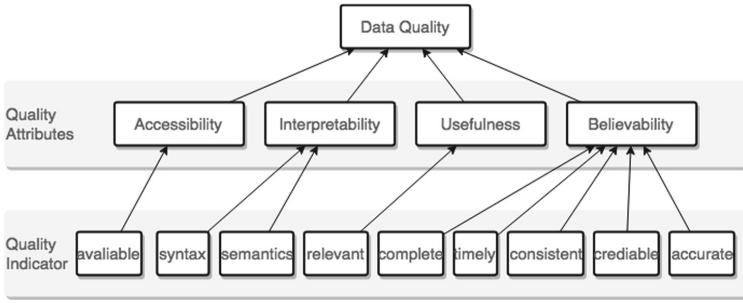 Data Quality
Quality
Attributes
Accessibility
Interpretability
Usefulness
Believability
Quality
Indicator
avaliable
syntax
semantics
relevant
complete
timely
consistent
crediable
accurate